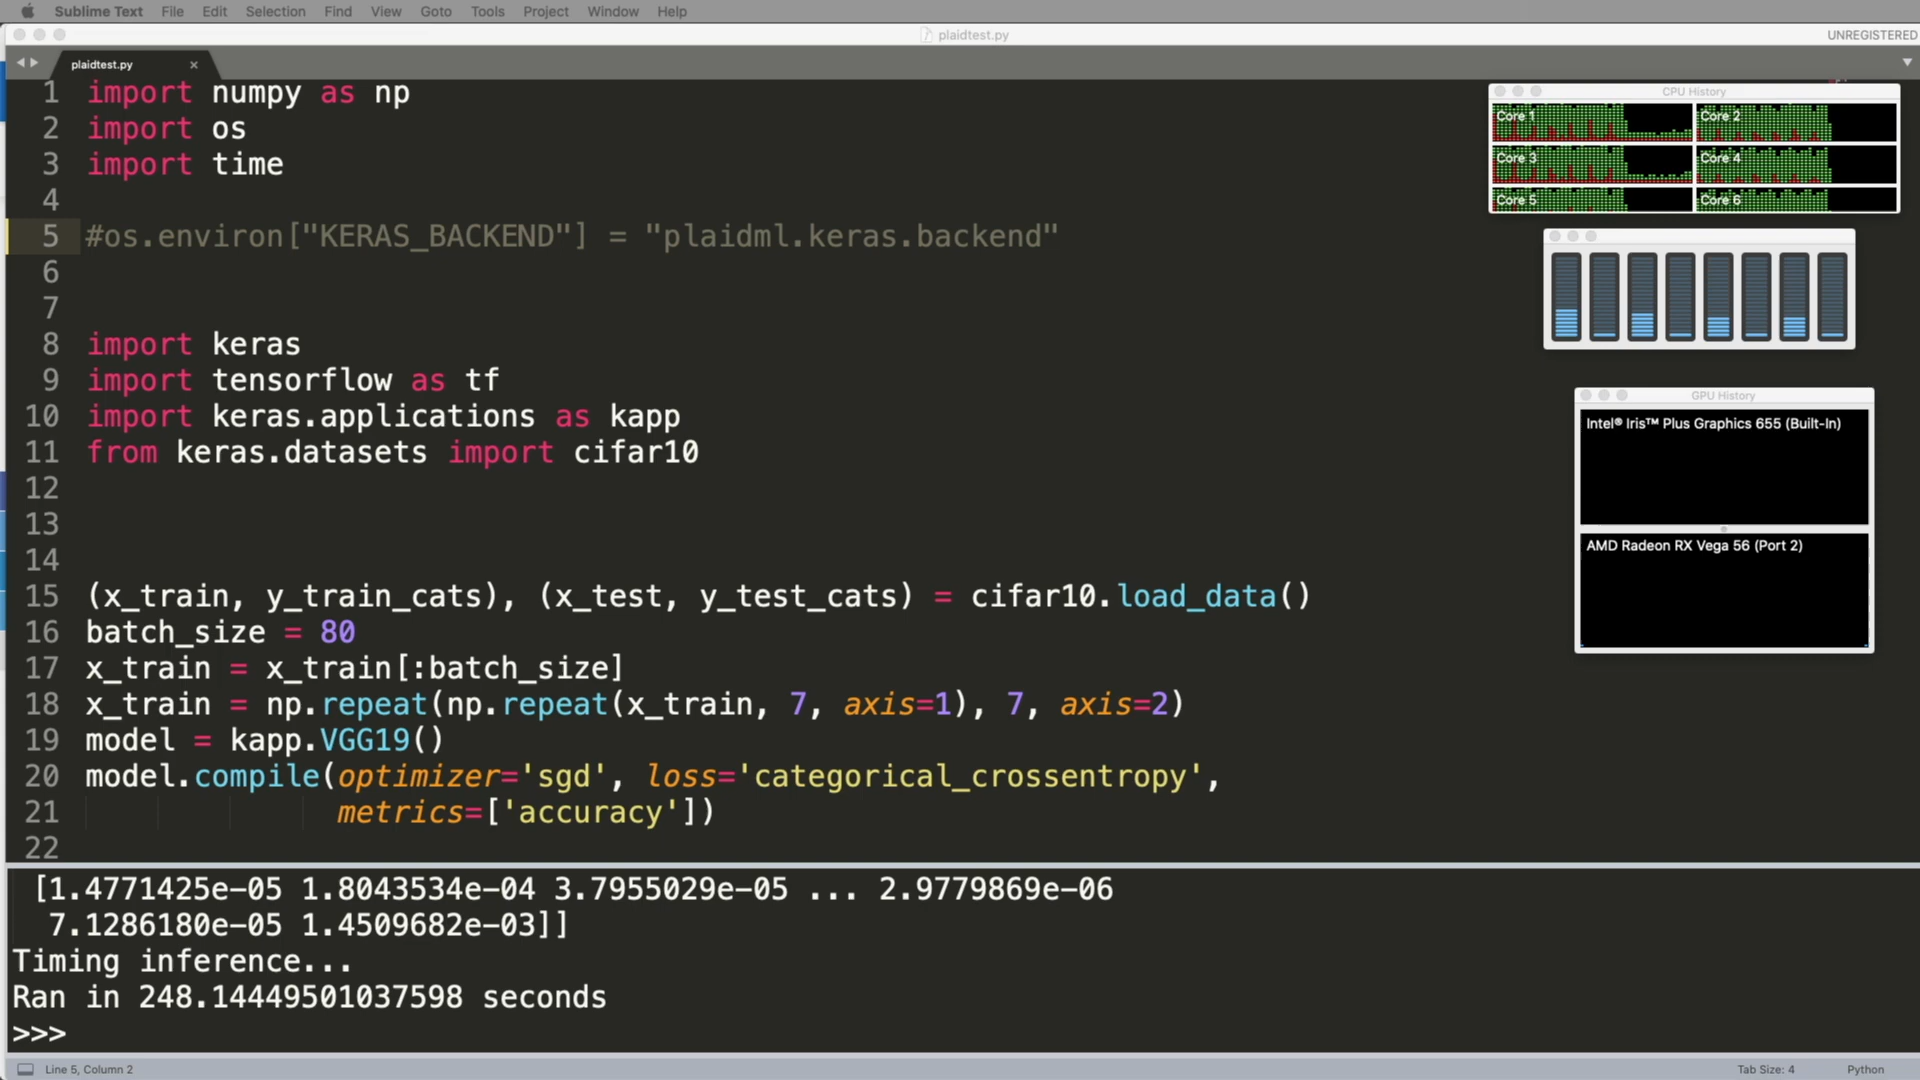 Sublime Text File Edit Selection Find View Goto Tools Project Window Help
plaidtest.py
UNREGISTERED
plaidtest.py ×
1 import numpy as np
2 import os
3 import time
4
5 #os.environ["KERAS_BACKEND"] = "plaidml.keras.backend"
6
7
8 import keras
9 import tensorflow as tf
10 import keras.applications as kapp
11 from keras.datasets import cifar10
12
13
14
15 (x_train, y_train_cats), (x_test, y_test_cats) = cifar10.load_data()
16 batch_size = 80
17 x_train = x_train[:batch_size]
18 x_train = np.repeat(np.repeat(x_train, 7, axis=1), 7, axis=2)
19 model = kapp.VGG19()
20 model.compile(optimizer='sgd', loss='categorical_crossentropy',
21 metrics=['accuracy'])
22
CPU History
Core 1 Core 2
Core 3 Core 4
Core 5 Core 6
GPU History
Intel® Iris™ Plus Graphics 655 (Built-In)
AMD Radeon RX Vega 56 (Port 2)
[1.4771425e-05 1.8043534e-04 3.7955029e-05 ... 2.9779869e-06
7.1286180e-05 1.4509682e-03]]
Timing inference...
Ran in 248.14449501037598 seconds
>>>
Line 5, Column 2
Tab Size: 4
Python